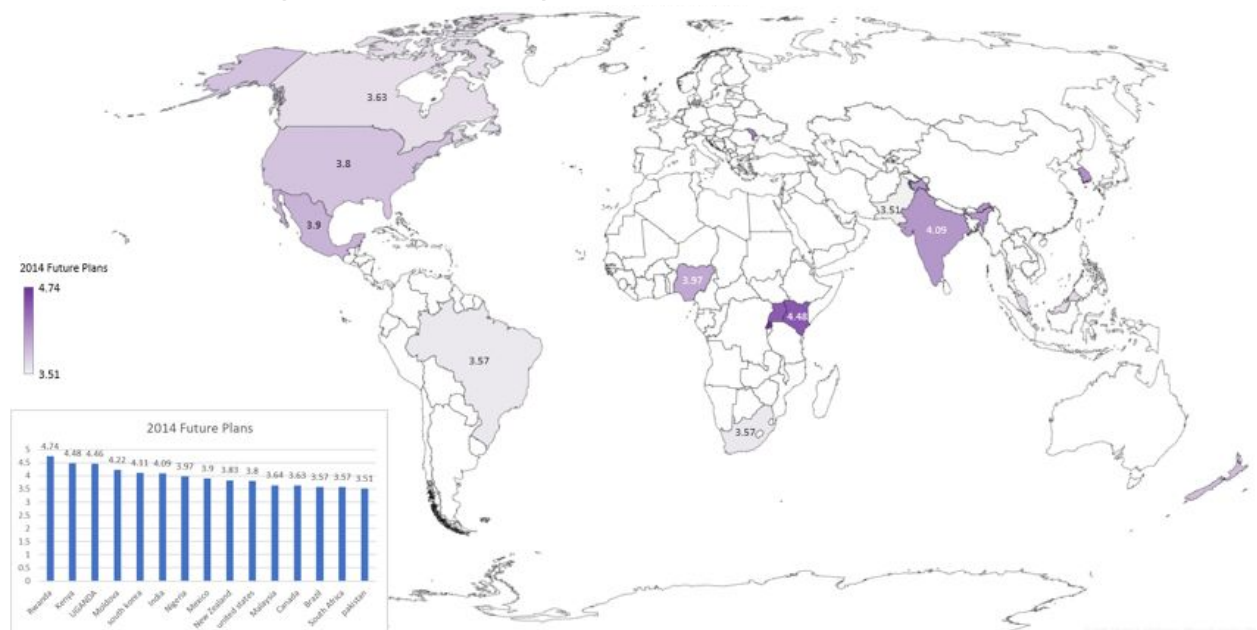 3.63
3.8
3.9
3.51
4.09
3.97
4.48
3.57
3.57
2014 Future Plans
4.74
3.51
2014 Future Plans
5
4.5
4
3.5
3
2.5
2
1.5
1
0.5
0
4.74 4.48 4.46 4.22 4.11 4.09 3.97 3.9 3.83 3.8 3.64 3.63 3.57 3.57 3.51
Rwanda
Kenya
UGANDA
Moldova
south korea
India
Nigeria
Mexico
New Zealand
united states
Malaysia
Canada
Brazil
South Africa
pakistan